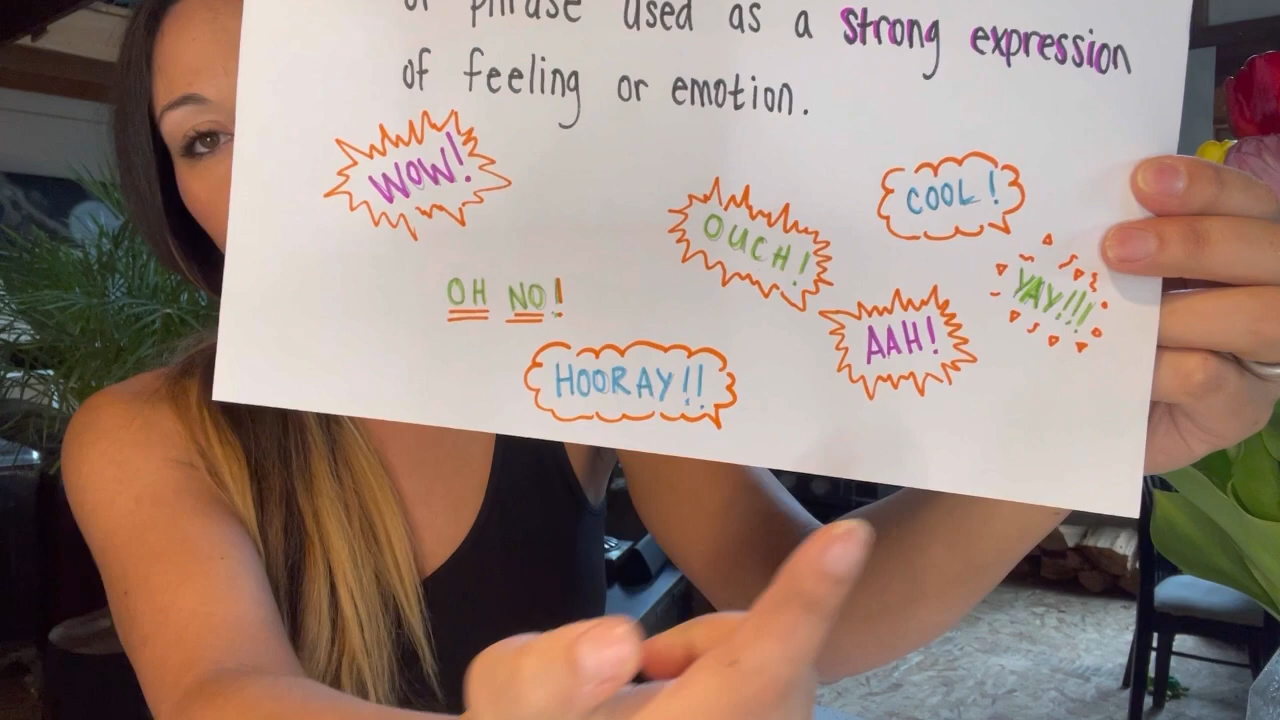 or phrase used as a strong expression
of feeling or emotion.
WOW!
COOL!
OUCH!
YAY!!!
OH NO!
AAH!
HOORAY!!